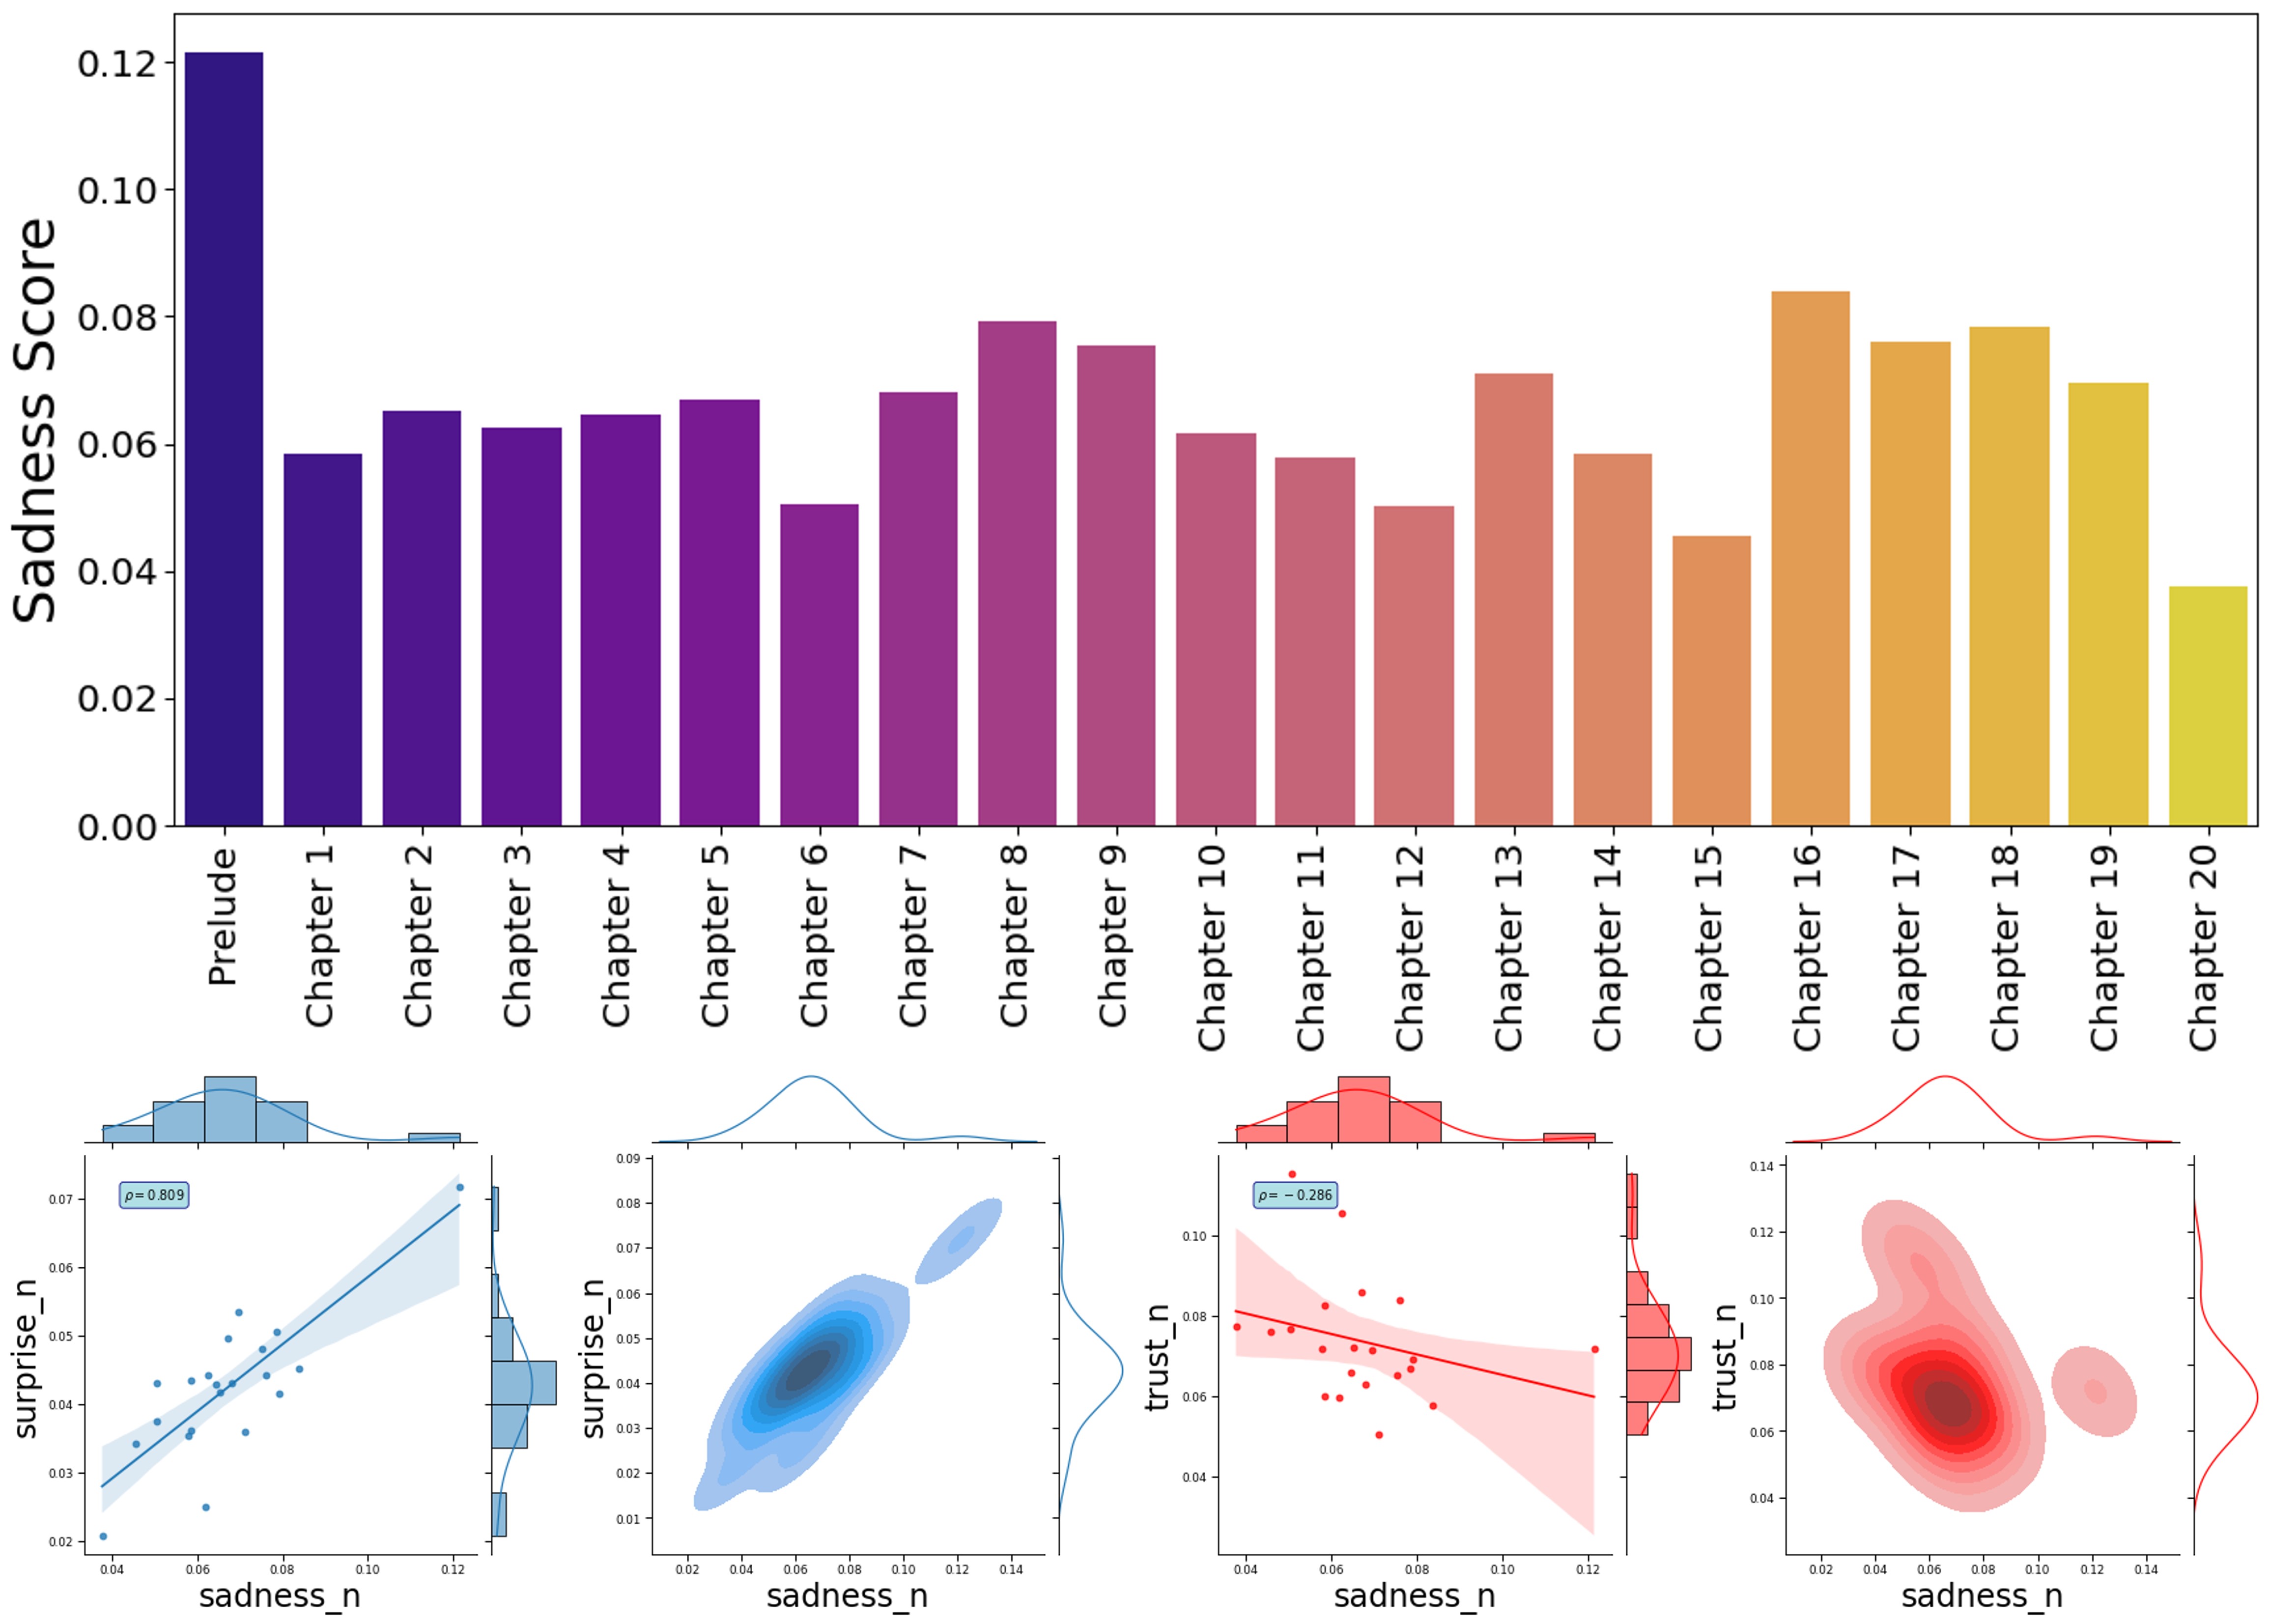 Sadness Score
0.12
0.10
0.08
0.06
0.04
0.02
0.00
Prelude
Chapter 1
Chapter 2
Chapter 3
Chapter 4
Chapter 5
Chapter 6
Chapter 7
Chapter 8
Chapter 9
Chapter 10
Chapter 11
Chapter 12
Chapter 13
Chapter 14
Chapter 15
Chapter 16
Chapter 17
Chapter 18
Chapter 19
Chapter 20
surprise_n
0.07
0.06
0.05
0.04
0.03
0.02
ρ = 0.809
0.04 0.06 0.08 0.10 0.12
sadness_n
surprise_n
0.09
0.08
0.07
0.06
0.05
0.04
0.03
0.02
0.01
0.02 0.04 0.06 0.08 0.10 0.12 0.14
sadness_n
trust_n
0.10
0.08
0.06
0.04
ρ = −0.286
0.04 0.06 0.08 0.10 0.12
sadness_n
trust_n
0.14
0.12
0.10
0.08
0.06
0.04
0.02 0.04 0.06 0.08 0.10 0.12 0.14
sadness_n